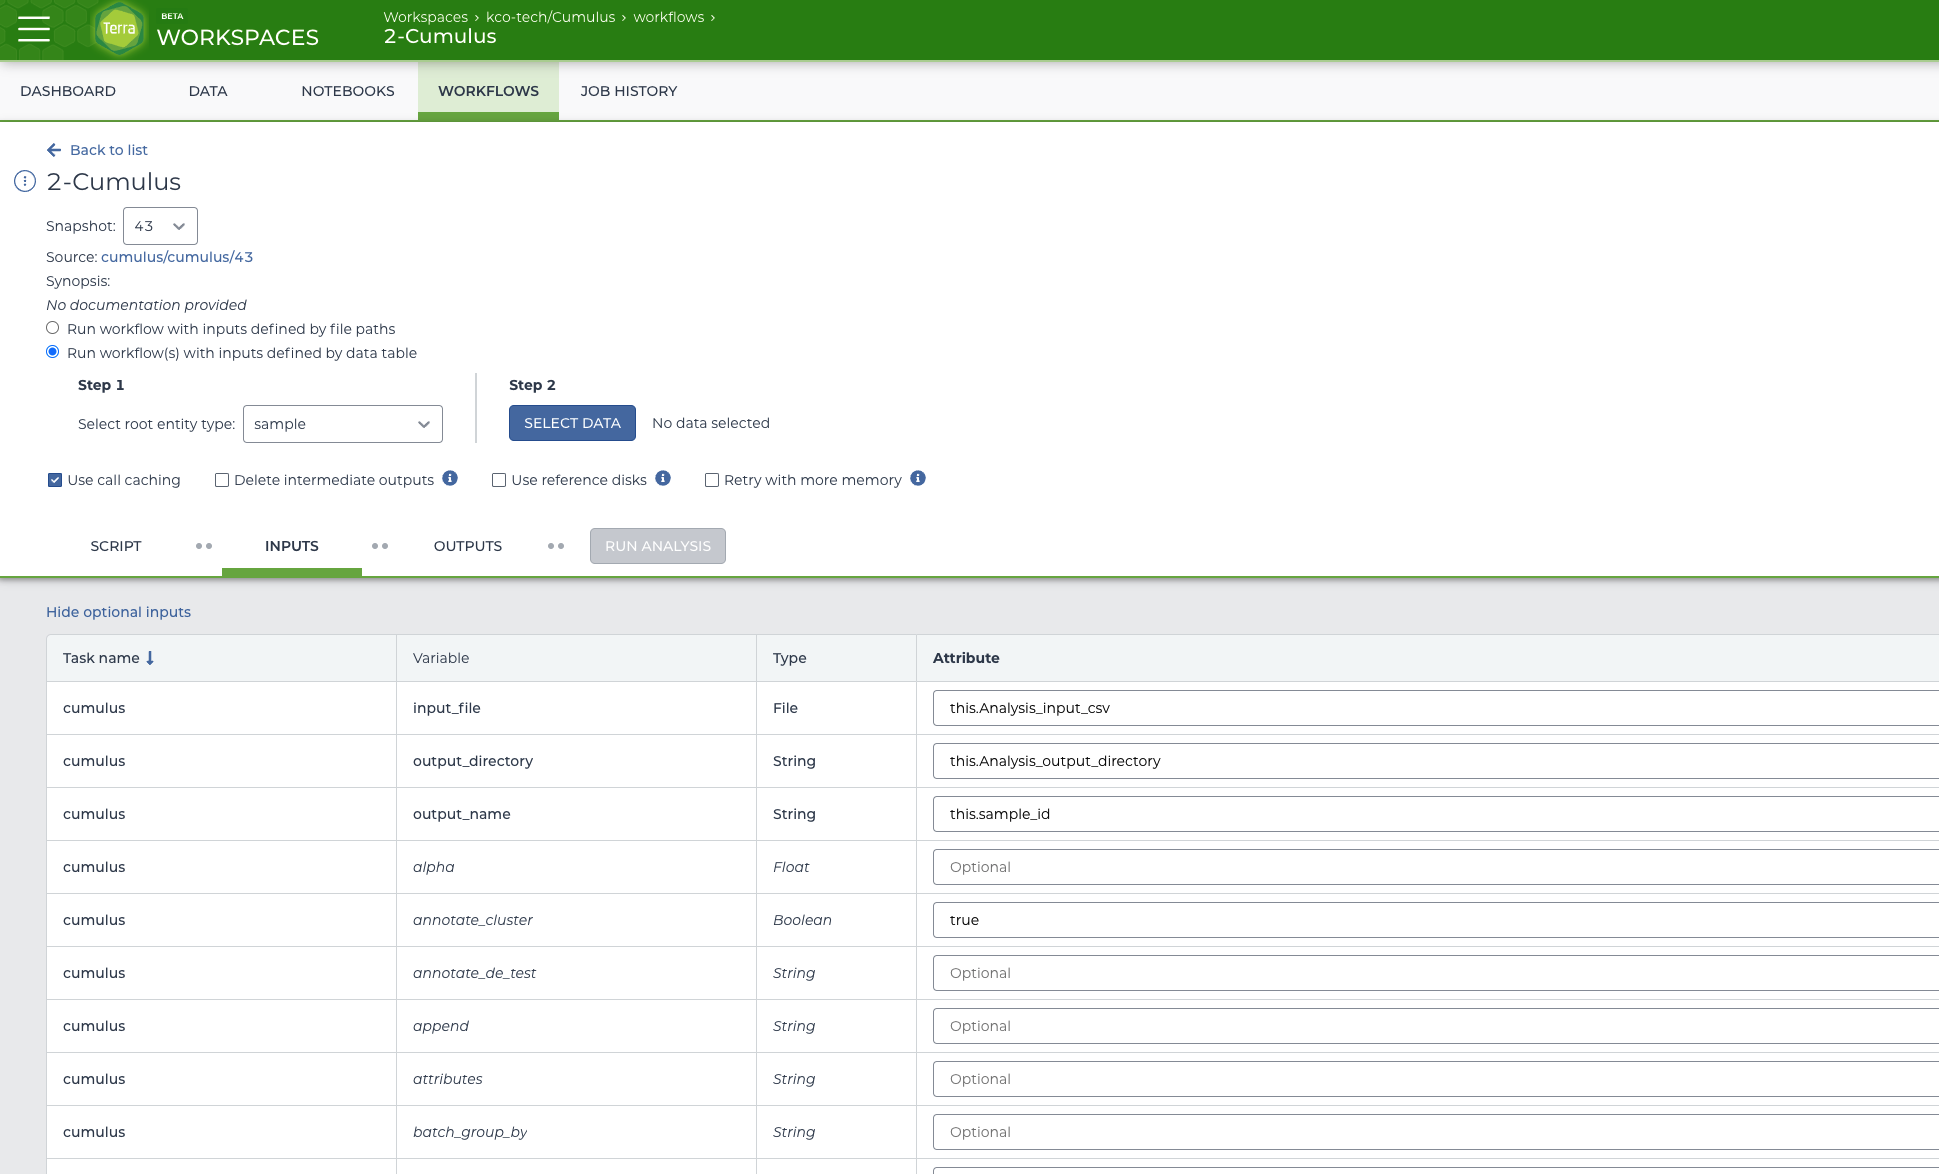 Terra
BETA
WORKSPACES
Workspaces › kco-tech/Cumulus › workflows ›
2-Cumulus
DASHBOARD DATA NOTEBOOKS WORKFLOWS JOB HISTORY
Back to list
2-Cumulus
Snapshot: 43
Source: cumulus/cumulus/43
Synopsis:
No documentation provided
Run workflow with inputs defined by file paths
Run workflow(s) with inputs defined by data table
Step 1
Select root entity type: sample
Step 2
SELECT DATA No data selected
Use call caching Delete intermediate outputs Use reference disks Retry with more memory
SCRIPT INPUTS OUTPUTS RUN ANALYSIS
Hide optional inputs
Task name Variable Type Attribute
cumulus input_file File this.Analysis_input_csv
cumulus output_directory String this.Analysis_output_directory
cumulus output_name String this.sample_id
cumulus alpha Float Optional
cumulus annotate_cluster Boolean true
cumulus annotate_de_test String Optional
cumulus append String Optional
cumulus attributes String Optional
cumulus batch_group_by String Optional